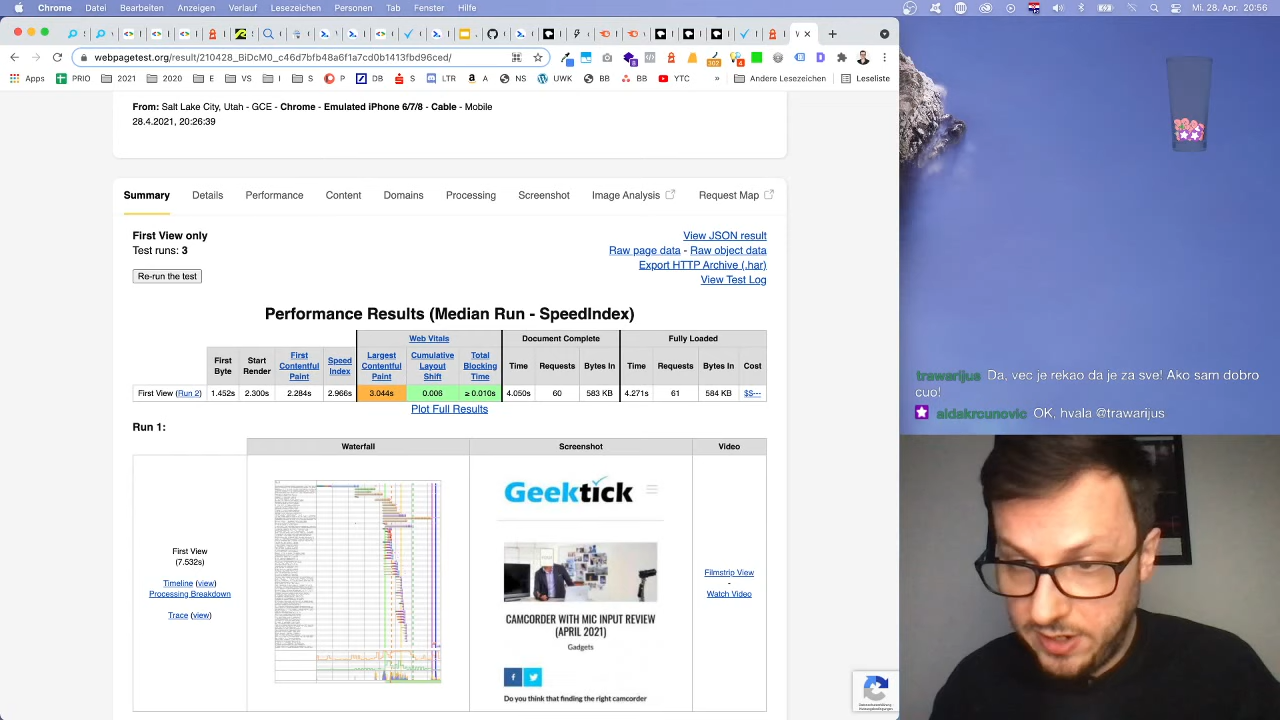 Chrome Datei Bearbeiten Darstellung Verlauf Lesezeichen Personen Tab Fenster Hilfe
Mi. 28. Apr. 20:56
webpagetest.org/result/210428_BiDcM0_c46d7bfb48a6f1a7cd0b1413fbd96ced/
Apps PRIO 2021 2020 E VS I S P DB S LTR A NS UWK BB BB YTC » Andere Lesezeichen Leseliste
From: Salt Lake City, Utah - GCE - Chrome - Emulated iPhone 6/7/8 - Cable - Mobile
28.4.2021, 20:26:39
Summary Details Performance Content Domains Processing Screenshot Image Analysis Request Map
First View only
Test runs: 3
Re-run the test
View JSON result
Raw page data - Raw object data
Export HTTP Archive (.har)
View Test Log
Performance Results (Median Run - SpeedIndex)
Web Vitals Document Complete Fully Loaded
First Byte Start Render First Contentful Paint Speed Index Largest Contentful Paint Cumulative Layout Shift Total Blocking Time Time Requests Bytes In Time Requests Bytes In Cost
First View (Run 2) 1.452s 2.300s 2.284s 2.966s 3.044s 0.006 ≥ 0.010s 4.050s 60 583 KB 4.271s 61 584 KB $$---
Plot Full Results
Run 1:
Waterfall Screenshot Video
First View
(7.532s)
Timeline (view)
Processing Breakdown
Trace (view)
Geektick
CAMCORDER WITH MIC INPUT REVIEW
(APRIL 2021)
Gadgets
Do you think that finding the right camcorder
Filmstrip View
-
Watch Video
trawarijus Da, vec je rekao da je za sve! Ako sam dobro
cuo!
aidakrcunovic OK, hvala @trawarijus